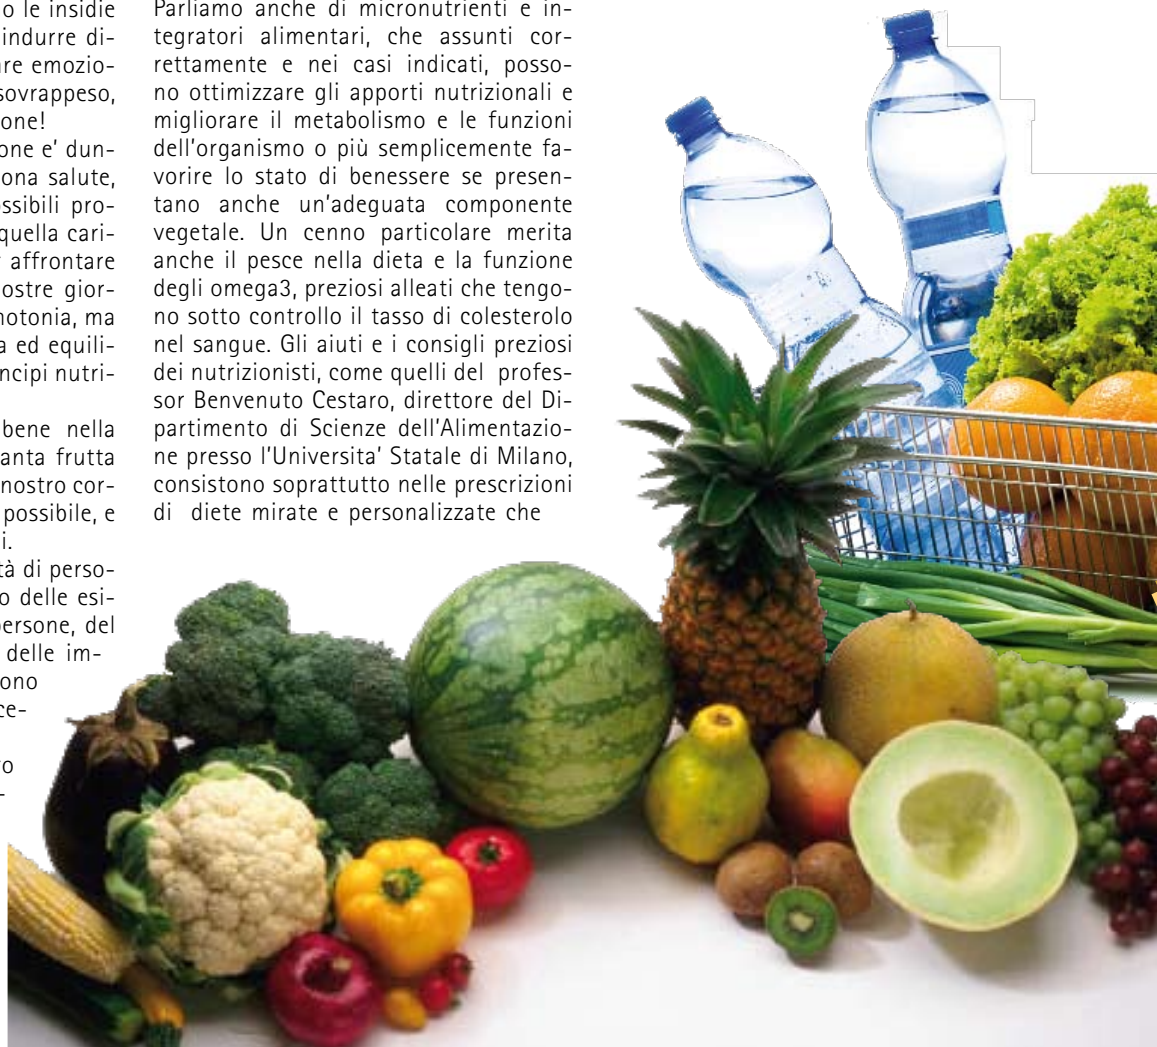 o le insidie
indurre di-
are emozio-
sovrappeso,
one!
one e' dun-
ona salute,
ossibili pro-
quella cari-
affrontare
ostre gior-
notonia, ma
a ed equili-
ncipi nutri-
bene nella
anta frutta
nostro cor-
possibile, e
i.
tà di perso-
o delle esi-
persone, del
delle im-
ono
ce-
o
-
Parliamo anche di micronutrienti e in-
tegratori alimentari, che assunti cor-
rettamente e nei casi indicati, posso-
no ottimizzare gli apporti nutrizionali e
migliorare il metabolismo e le funzioni
dell'organismo o più semplicemente fa-
vorire lo stato di benessere se presen-
tano anche un'adeguata componente
vegetale. Un cenno particolare merita
anche il pesce nella dieta e la funzione
degli omega3, preziosi alleati che tengo-
no sotto controllo il tasso di colesterolo
nel sangue. Gli aiuti e i consigli preziosi
dei nutrizionisti, come quelli del profes-
sor Benvenuto Cestaro, direttore del Di-
partimento di Scienze dell'Alimentazio-
ne presso l'Universita' Statale di Milano,
consistono soprattutto nelle prescrizioni
di diete mirate e personalizzate che